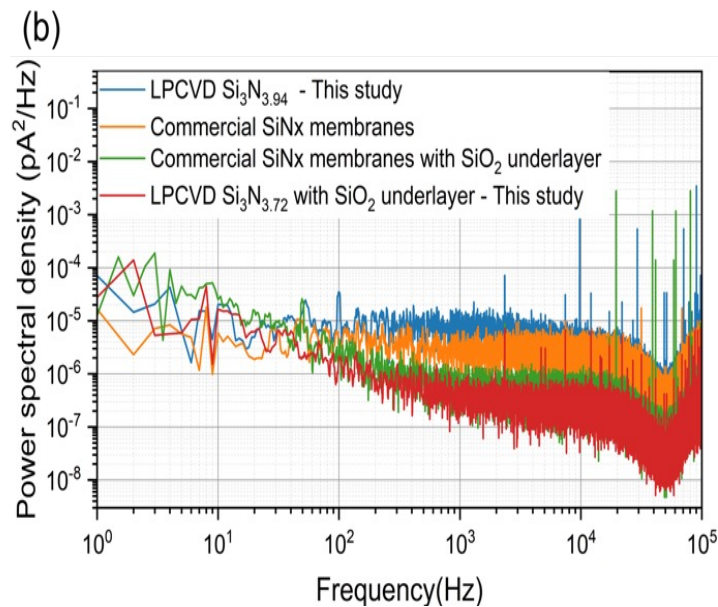 (b)
LPCVD Si₃N₃.₉₄ - This study
Commercial SiNx membranes
Commercial SiNx membranes with SiO₂ underlayer
LPCVD Si₃N₃.₇₂ with SiO₂ underlayer - This study
Power spectral density (pA²/Hz)
10⁻¹
10⁻²
10⁻³
10⁻⁴
10⁻⁵
10⁻⁶
10⁻⁷
10⁻⁸
10⁰ 10¹ 10² 10³ 10⁴ 10⁵
Frequency(Hz)